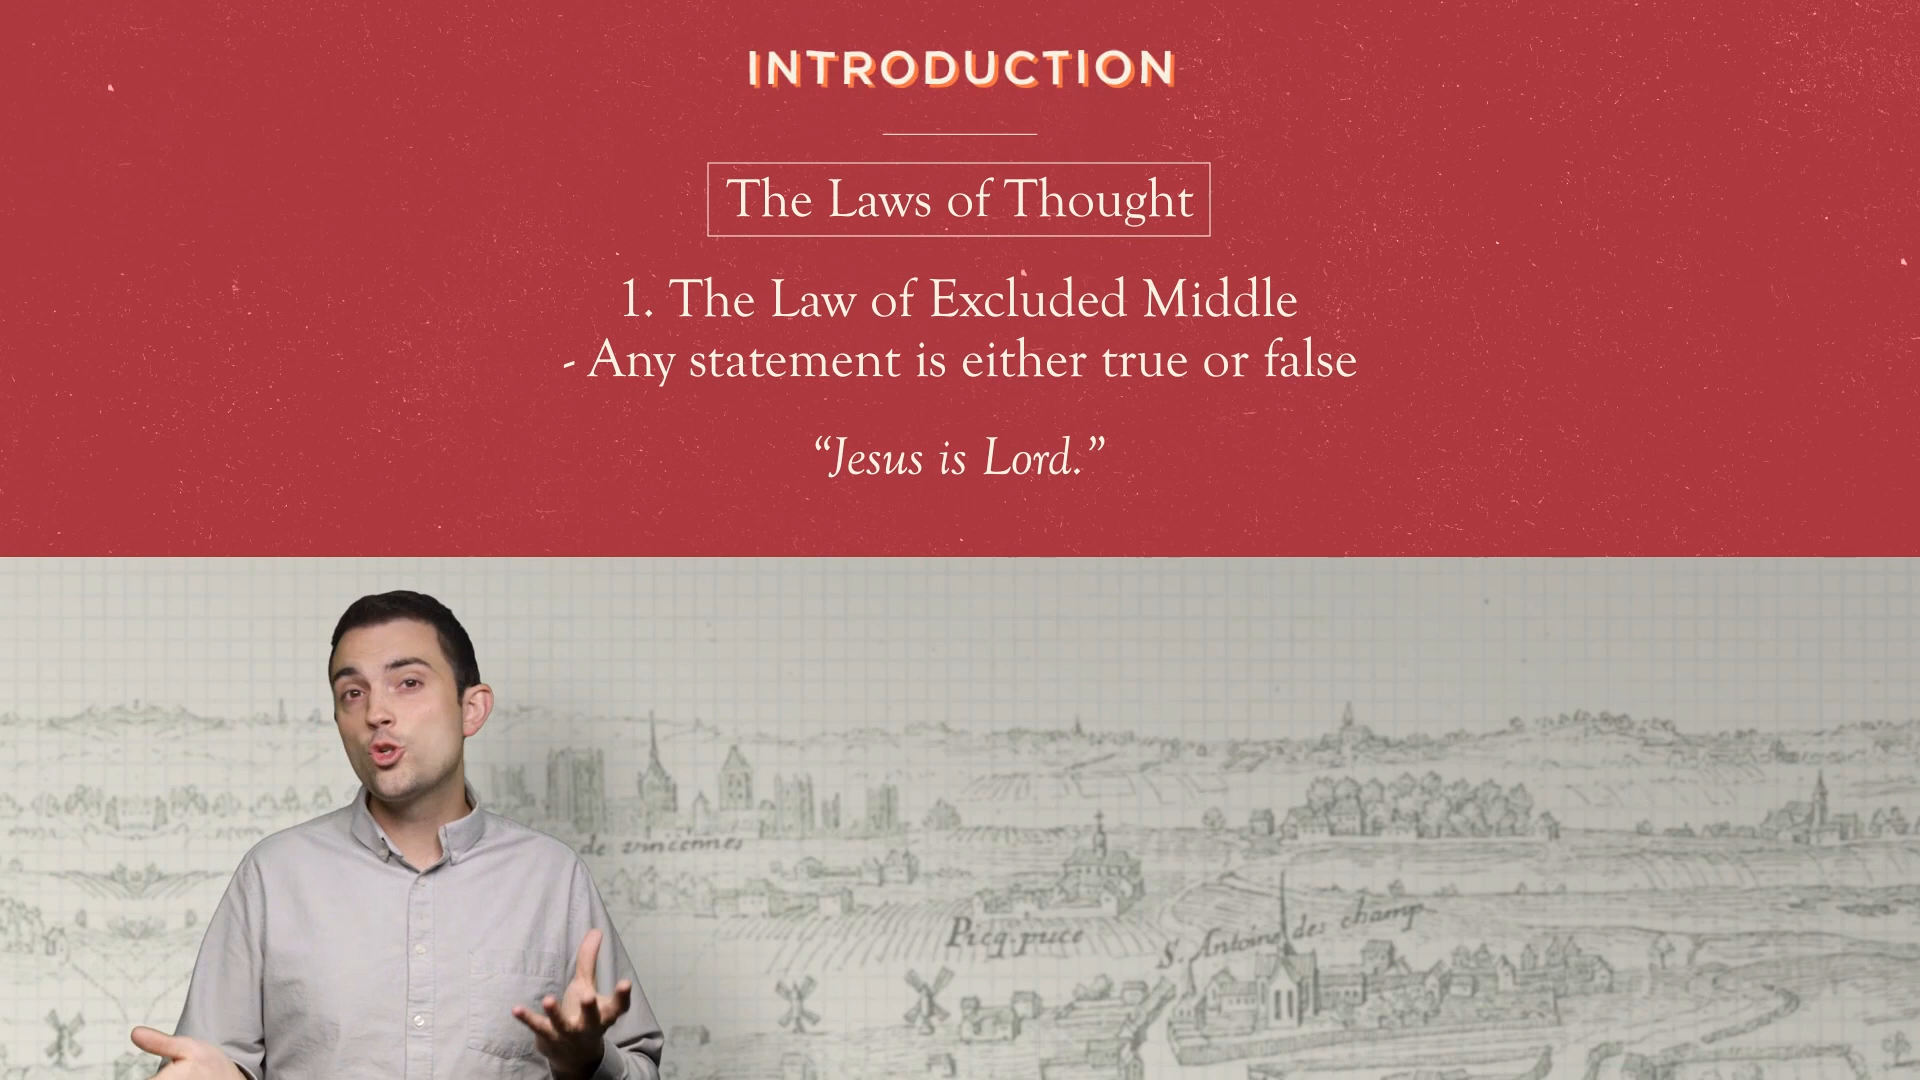 INTRODUCTION
The Laws of Thought
1. The Law of Excluded Middle
- Any statement is either true or false
“Jesus is Lord.”
de vincennes
Picq-puce
S. Antoine des champ